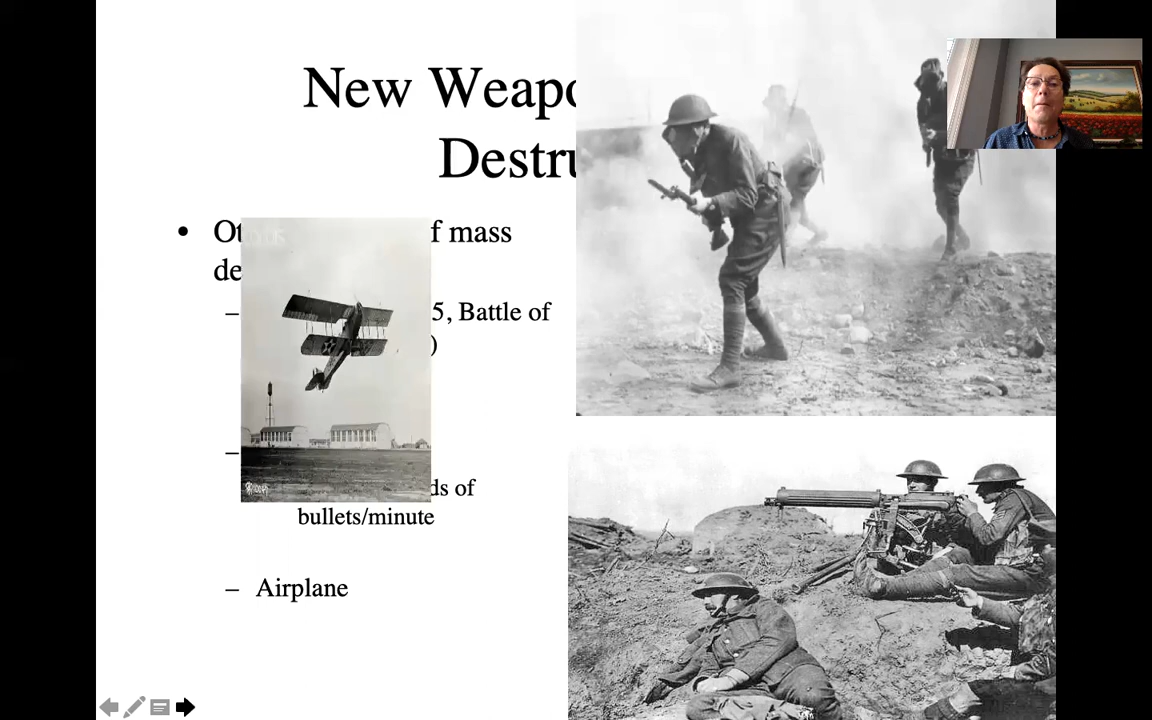 New Weapo
Destru
• Ot f mass
de
– 5, Battle of
)
–
ds of
bullets/minute
– Airplane